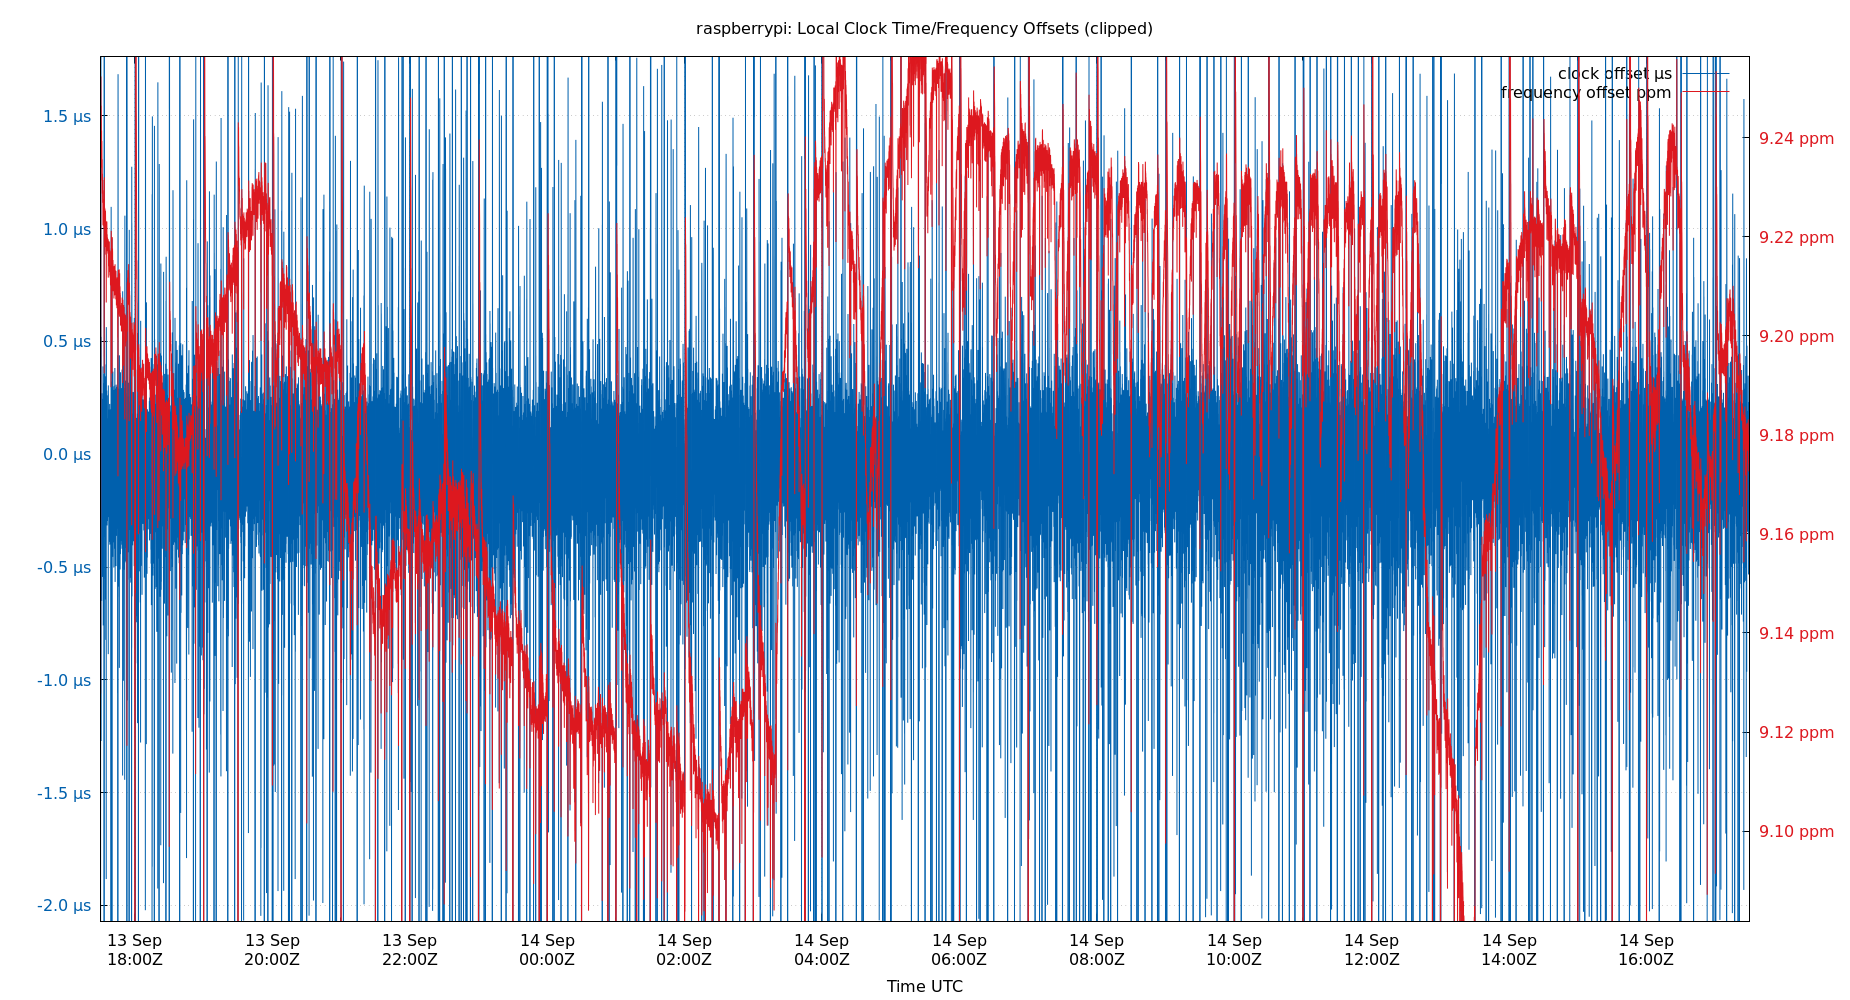 raspberrypi: Local Clock Time/Frequency Offsets (clipped)
clock offset µs
frequency offset ppm
1.5 µs
1.0 µs
0.5 µs
0.0 µs
-0.5 µs
-1.0 µs
-1.5 µs
-2.0 µs
9.24 ppm
9.22 ppm
9.20 ppm
9.18 ppm
9.16 ppm
9.14 ppm
9.12 ppm
9.10 ppm
13 Sep 13 Sep 13 Sep 14 Sep 14 Sep 14 Sep 14 Sep 14 Sep 14 Sep 14 Sep 14 Sep 14 Sep
18:00Z 20:00Z 22:00Z 00:00Z 02:00Z 04:00Z 06:00Z 08:00Z 10:00Z 12:00Z 14:00Z 16:00Z
Time UTC